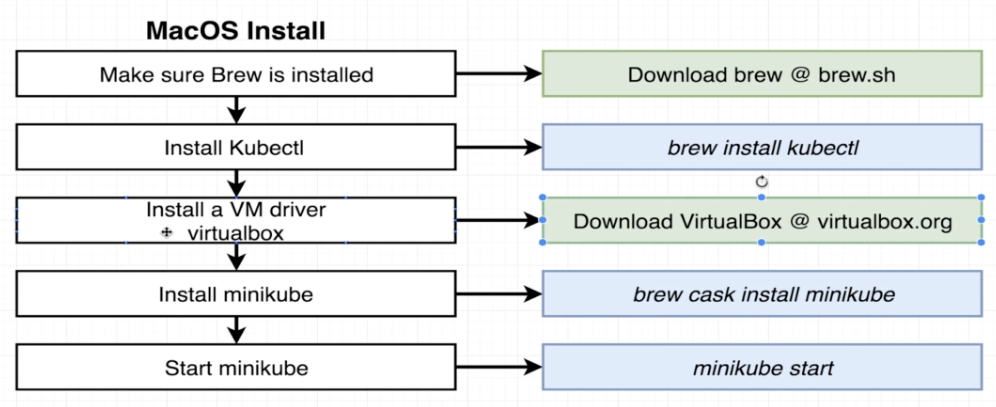 MacOS Install
Make sure Brew is installed
Download brew @ brew.sh
Install Kubectl
brew install kubectl
Install a VM driver
virtualbox
Download VirtualBox @ virtualbox.org
Install minikube
brew cask install minikube
Start minikube
minikube start